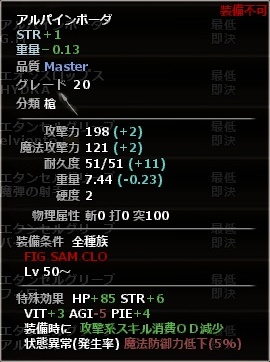 装備不可
アルパインボーダ
STR+1
重量-0.13
品質 Master
グレード 20
分類 槍
攻撃力 198 (+2)
魔法攻撃力 121 (+2)
耐久度 51/51 (+11)
重量 7.44 (-0.23)
硬度 2
物理属性 斬0 打0 突100
装備条件 全種族
FIG SAM CLO
Lv 50～
特殊効果 HP+85 STR+6
VIT+3 AGI-5 PIE+4
装備時に 攻撃系スキル消費OD減少
状態異常(発生率) 魔法防御力低下(5%)